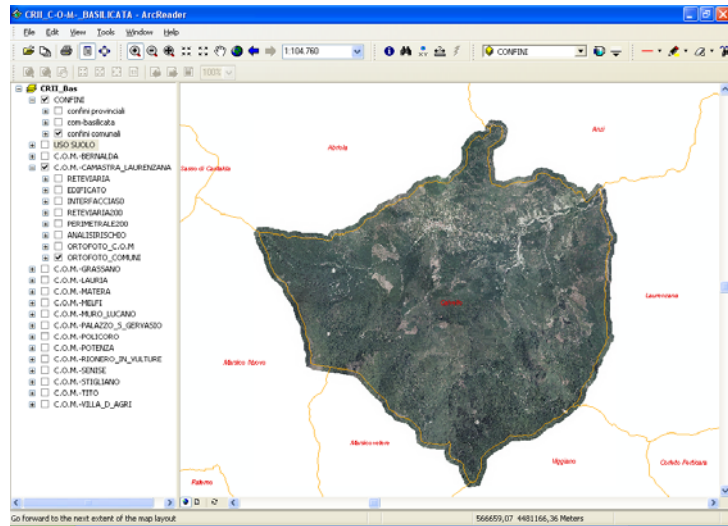 CRII_C-O-M-_BASILICATA - ArcReader
File Edit View Tools Window Help
1:104.760
CONFINI
100%
CRII_Bas
CONFINI
confini provinciali
com-basilicata
confini comunali
USO SUOLO
C.O.M.-BERNALDA
C.O.M.-CAMASTRA_LAURENZANA
RETEVIARIA
EDIFICATO
INTERFACCIA50
RETEVIARIA200
PERIMETRALE200
ANALISIRISCHIO
ORTOFOTO_C.O.M
ORTOFOTO_COMUNI
C.O.M.-GRASSANO
C.O.M.-LAURIA
C.O.M.-MATERA
C.O.M.-MELFI
C.O.M.-MURO_LUCANO
C.O.M.-PALAZZO_S_GERVASIO
C.O.M.-POLICORO
C.O.M.-POTENZA
C.O.M.-RIONERO_IN_VULTURE
C.O.M.-SENISE
C.O.M.-STIGLIANO
C.O.M.-TITO
C.O.M.-VILLA_D_AGRI
Anzi
Abriola
Laurenzana
Marsico Nuovo
Viggiano
Corleto Perticara
Paterno
Go forward to the next extent of the map layout
566659,07 4481166,36 Meters